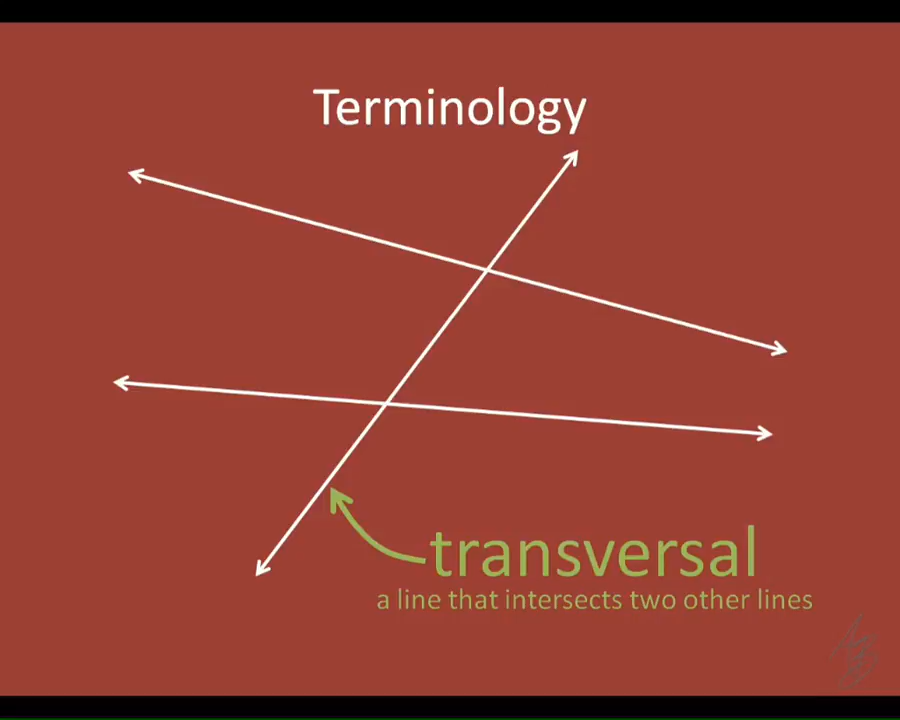 Terminology
transversal
a line that intersects two other lines